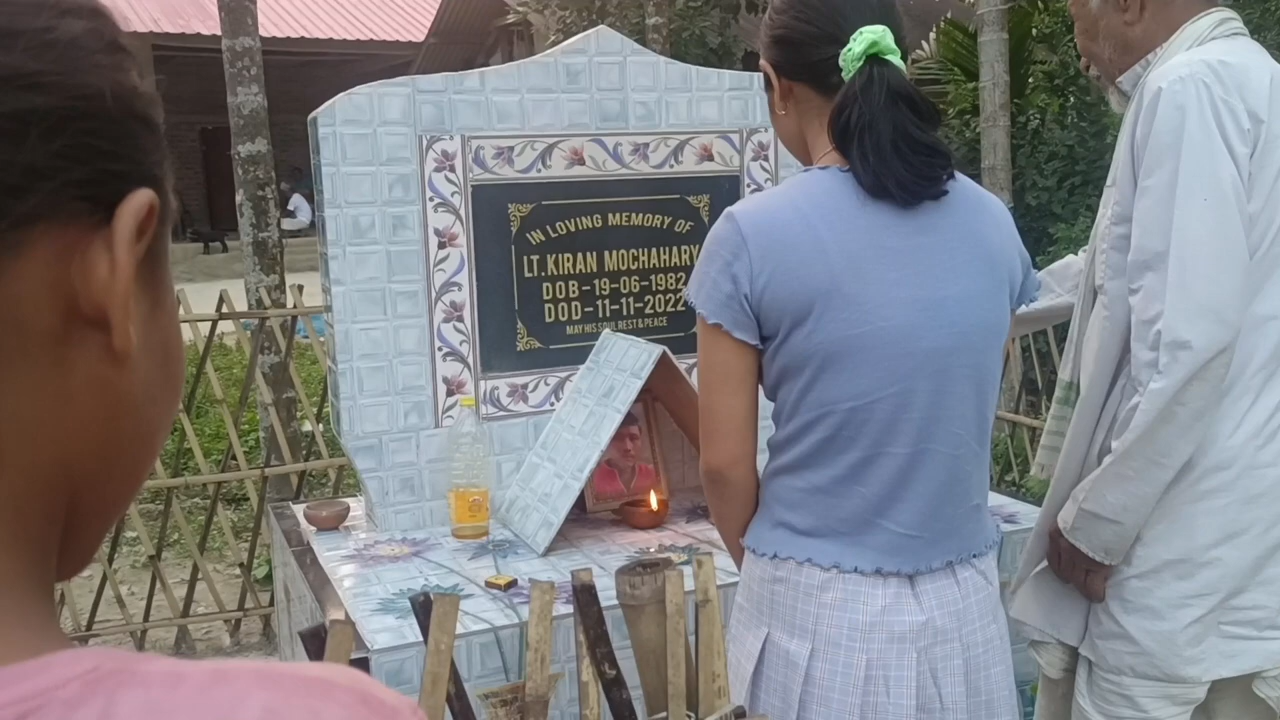 IN LOVING MEMORY OF
LT.KIRAN MOCHAHARY
DOB-19-06-1982
DOD-11-11-2022
MAY HIS SOUL REST & PEACE